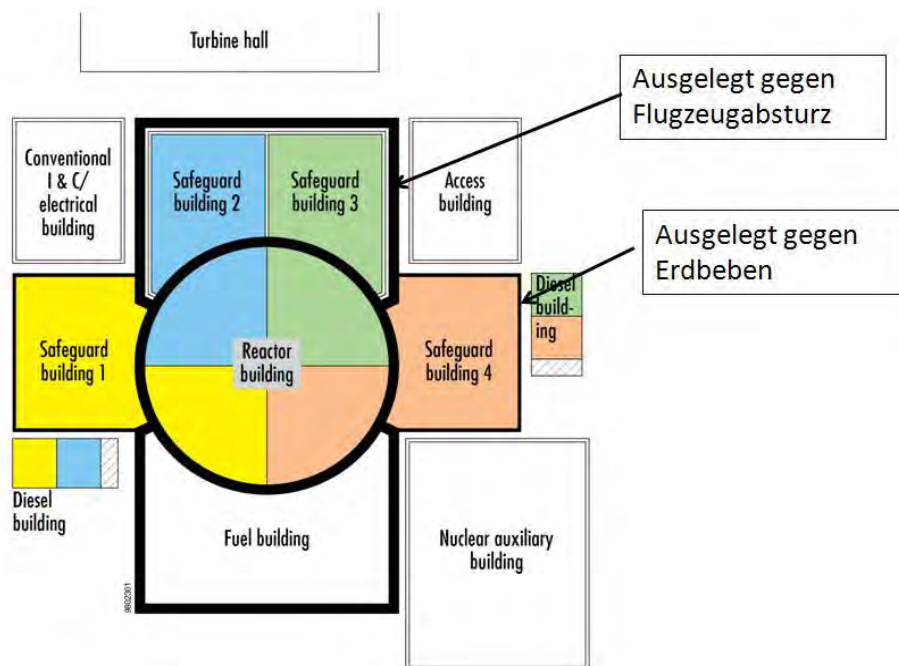 Turbine hall
Ausgelegt gegen
Flugzeugabsturz
Conventional
I & C/
electrical
building
Safeguard
building 2
Safeguard
building 3
Access
building
Ausgelegt gegen
Erdbeben
Diesel
build-
ing
Safeguard
building 1
Reactor
building
Safeguard
building 4
Diesel
building
Fuel building
Nuclear auxiliary
building
9802301